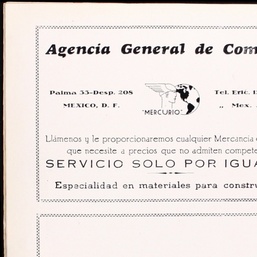 Agencia General de Com
Palma 33-Desp. 208
Tel. Eric.
MEXICO, D. F.
„ Mex.
"MERCURIO"
Llámenos y le proporcionaremos cualquier Mercancía
que necesite a precios que no admiten compete
SERVICIO SOLO POR IGUA
Especialidad en materiales para constru